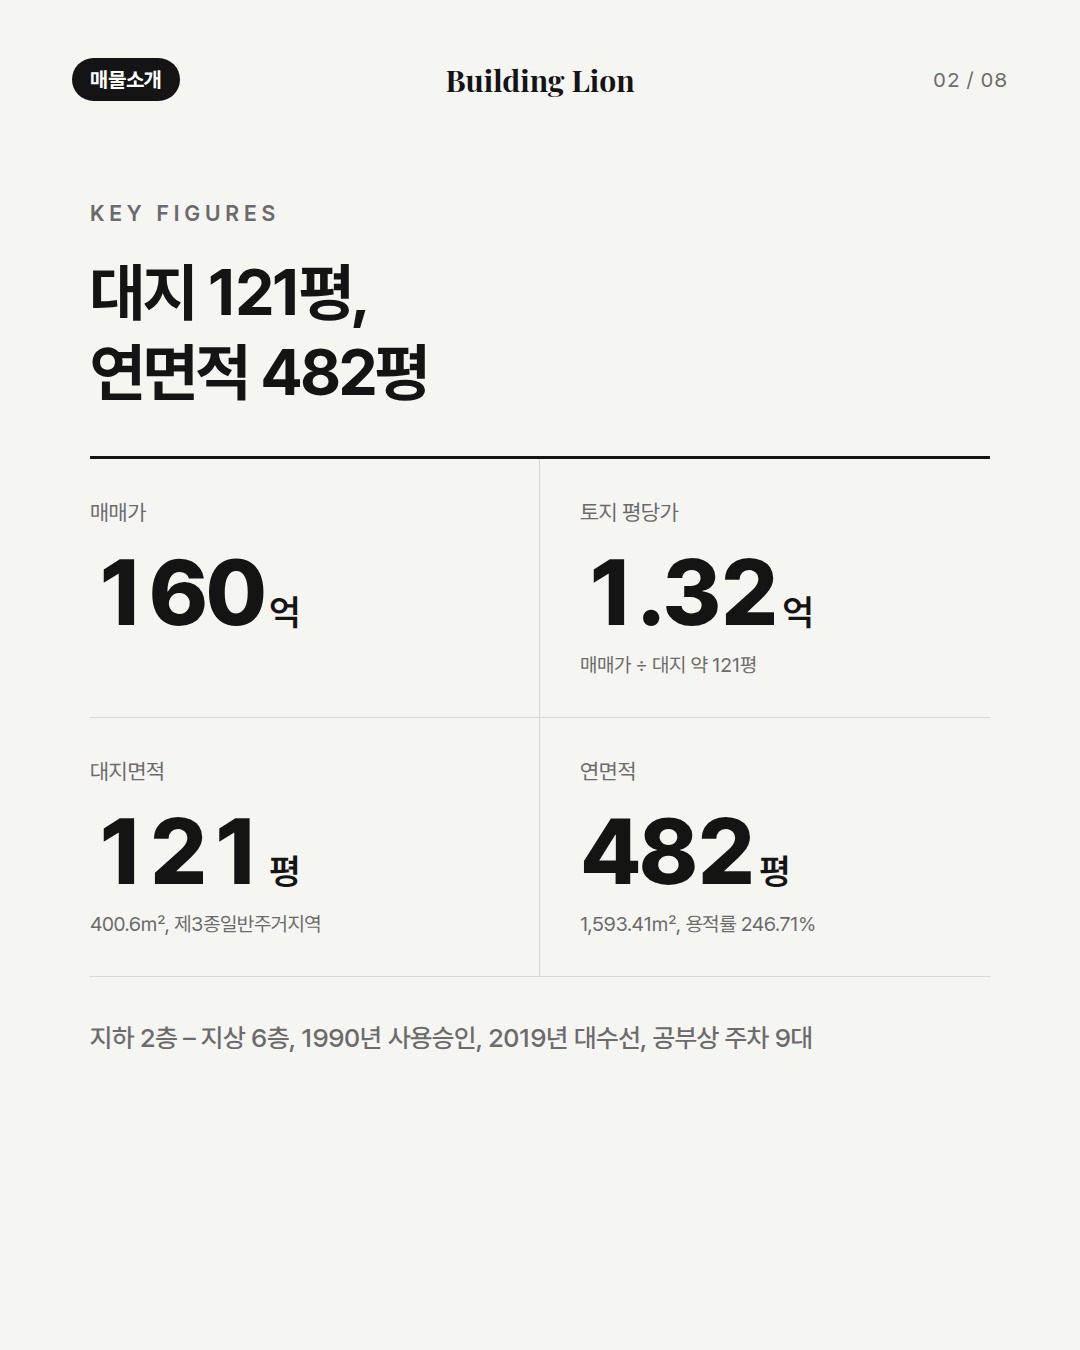 매물소개
Building Lion
02 / 08
KEY FIGURES
대지 121평,
연면적 482평
매매가
160억
토지 평당가
1.32억
매매가 ÷ 대지 약 121평
대지면적
121평
400.6m², 제3종일반주거지역
연면적
482평
1,593.41m², 용적률 246.71%
지하 2층 – 지상 6층, 1990년 사용승인, 2019년 대수선, 공부상 주차 9대